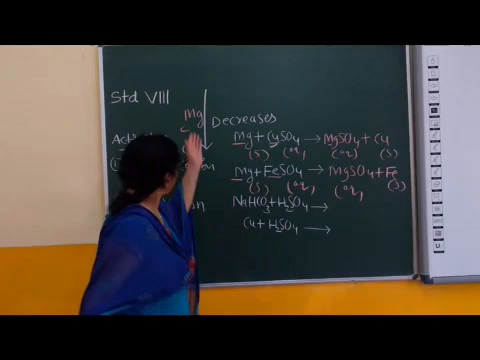 Std VIII
Mg
Decreases
Mg + CuSO4 → MgSO4 + Cu
(s) (aq) (aq) (s)
Mg + FeSO4 → MgSO4 + Fe
(s) (aq) (aq) (s)
NaHCO3 + H2SO4 →
Cu + H2SO4 →